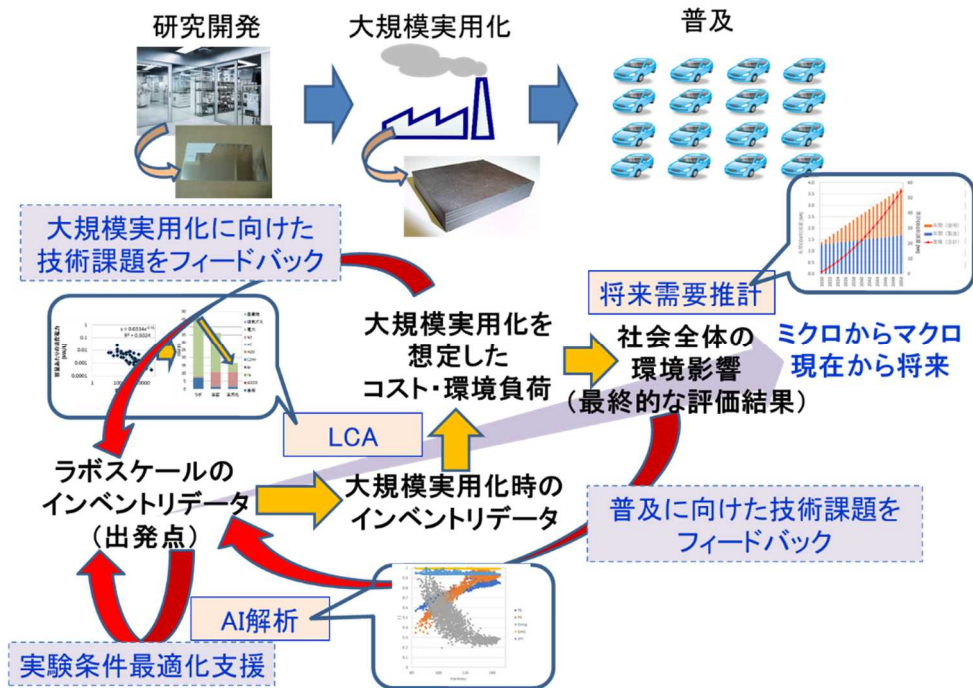 研究開発
大規模実用化
普及
大規模実用化に向けた
技術課題をフィードバック
将来需要推計
大規模実用化を
想定した
コスト・環境負荷
社会全体の
環境影響
（最終的な評価結果）
ミクロからマクロ
現在から将来
LCA
ラボスケールの
インベントリデータ
（出発点）
大規模実用化時の
インベントリデータ
普及に向けた技術課題を
フィードバック
AI解析
実験条件最適化支援